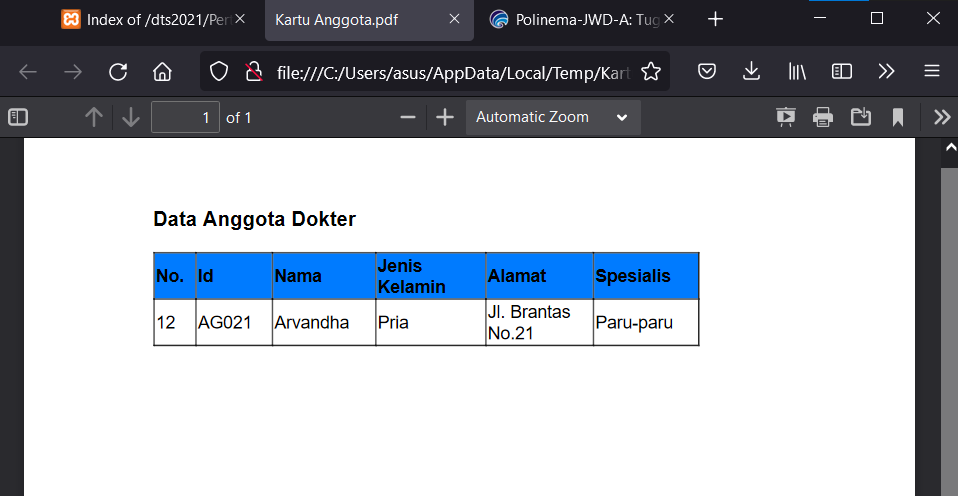 Index of /dts2021/Pert
Kartu Anggota.pdf
Polinema-JWD-A: Tug
file:///C:/Users/asus/AppData/Local/Temp/Kart
1 of 1
Automatic Zoom
Data Anggota Dokter
No. Id Nama Jenis Kelamin Alamat Spesialis
12 AG021 Arvandha Pria Jl. Brantas No.21 Paru-paru